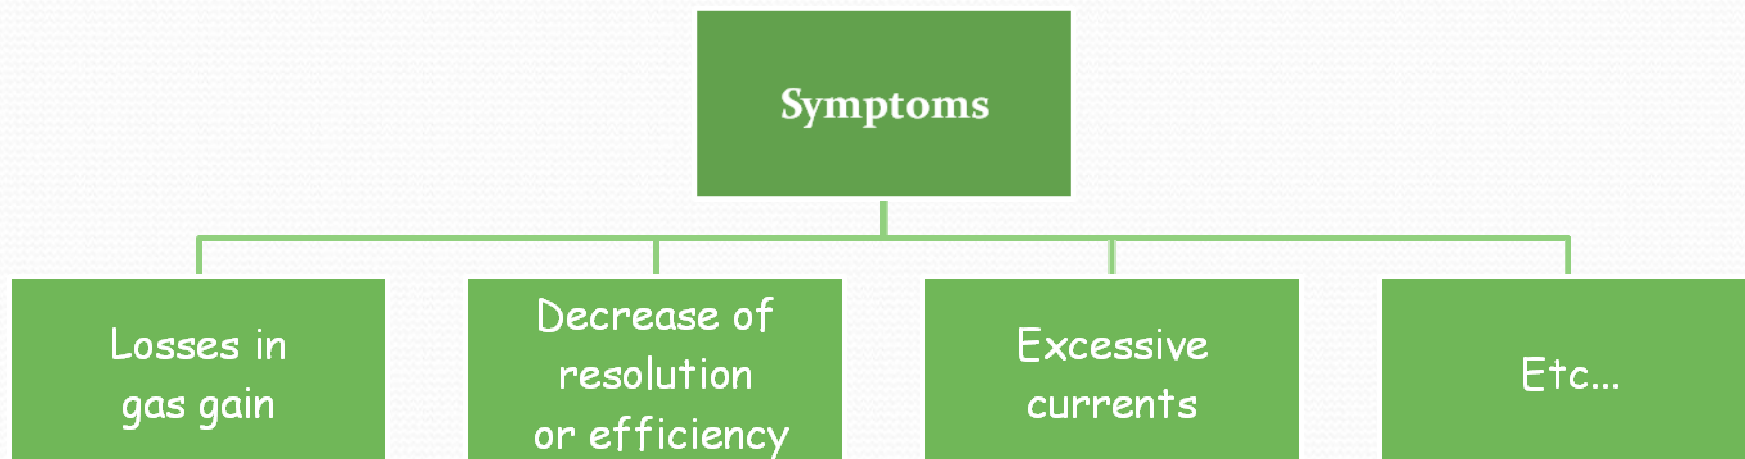 Symptoms
Losses in
gas gain
Decrease of
resolution
or efficiency
Excessive
currents
Etc...